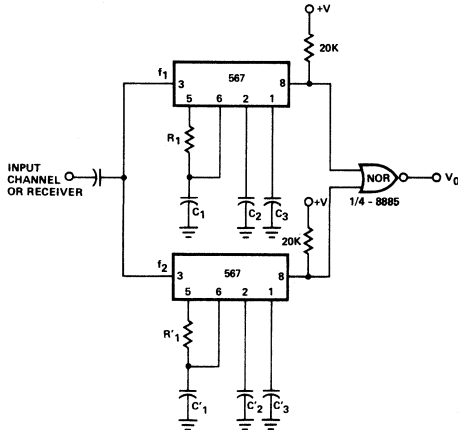 +V
20K
f1
567
3
8
5
6
2
1
R1
C1
C2
C3
INPUT
CHANNEL
OR RECEIVER
NOR
VO
1/4 - 8885
+V
20K
f2
567
3
8
5
6
2
1
R'1
C'1
C'2
C'3